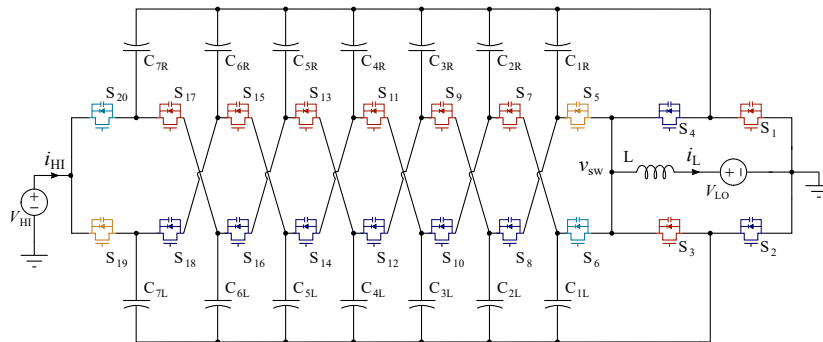 C7R C6R C5R C4R C3R C2R C1R
S20 S17 S15 S13 S11 S9 S7 S5
S4 S1
iHI vsw L iL
VHI + − + − VLO
S19 S18 S16 S14 S12 S10 S8 S6 S3 S2
C7L C6L C5L C4L C3L C2L C1L